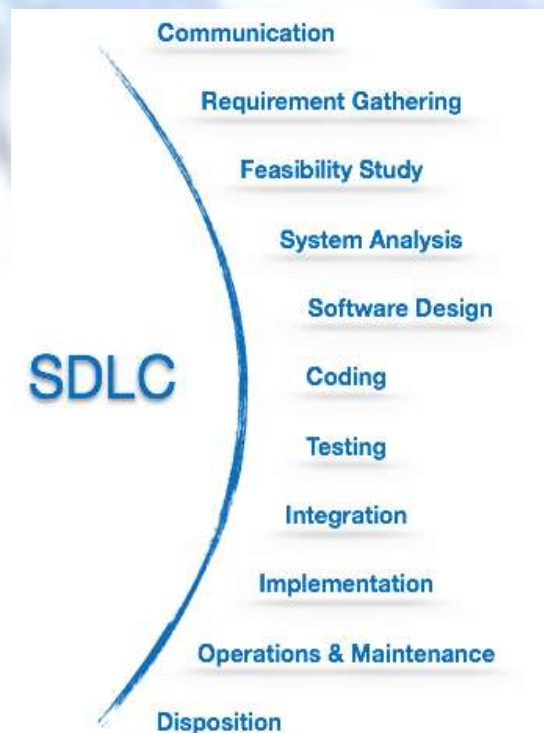 Communication
Requirement Gathering
Feasibility Study
System Analysis
Software Design
SDLC
Coding
Testing
Integration
Implementation
Operations & Maintenance
Disposition